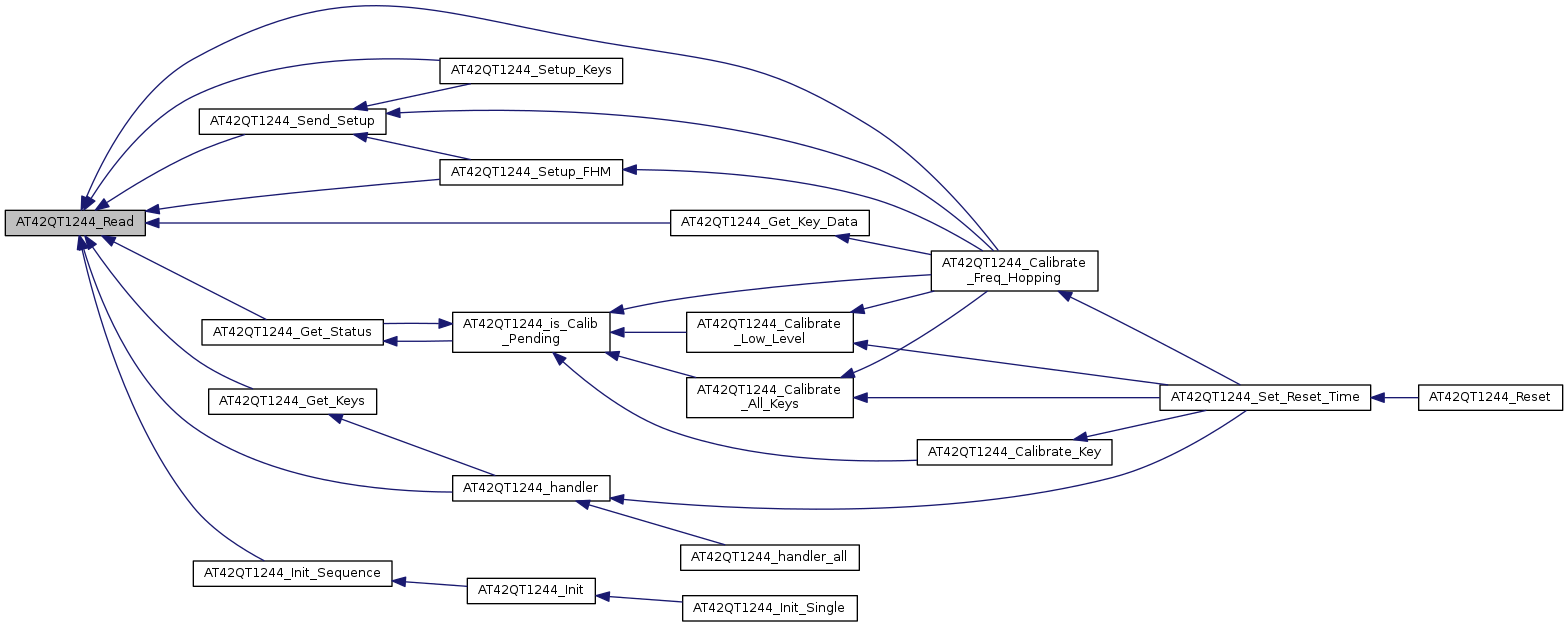 AT42QT1244_Setup_Keys
AT42QT1244_Send_Setup
AT42QT1244_Setup_FHM
AT42QT1244_Read
AT42QT1244_Get_Key_Data
AT42QT1244_Calibrate
_Freq_Hopping
AT42QT1244_Get_Status
AT42QT1244_is_Calib
_Pending
AT42QT1244_Calibrate
_Low_Level
AT42QT1244_Calibrate
_All_Keys
AT42QT1244_Get_Keys
AT42QT1244_Set_Reset_Time
AT42QT1244_Reset
AT42QT1244_Calibrate_Key
AT42QT1244_handler
AT42QT1244_handler_all
AT42QT1244_Init_Sequence
AT42QT1244_Init
AT42QT1244_Init_Single